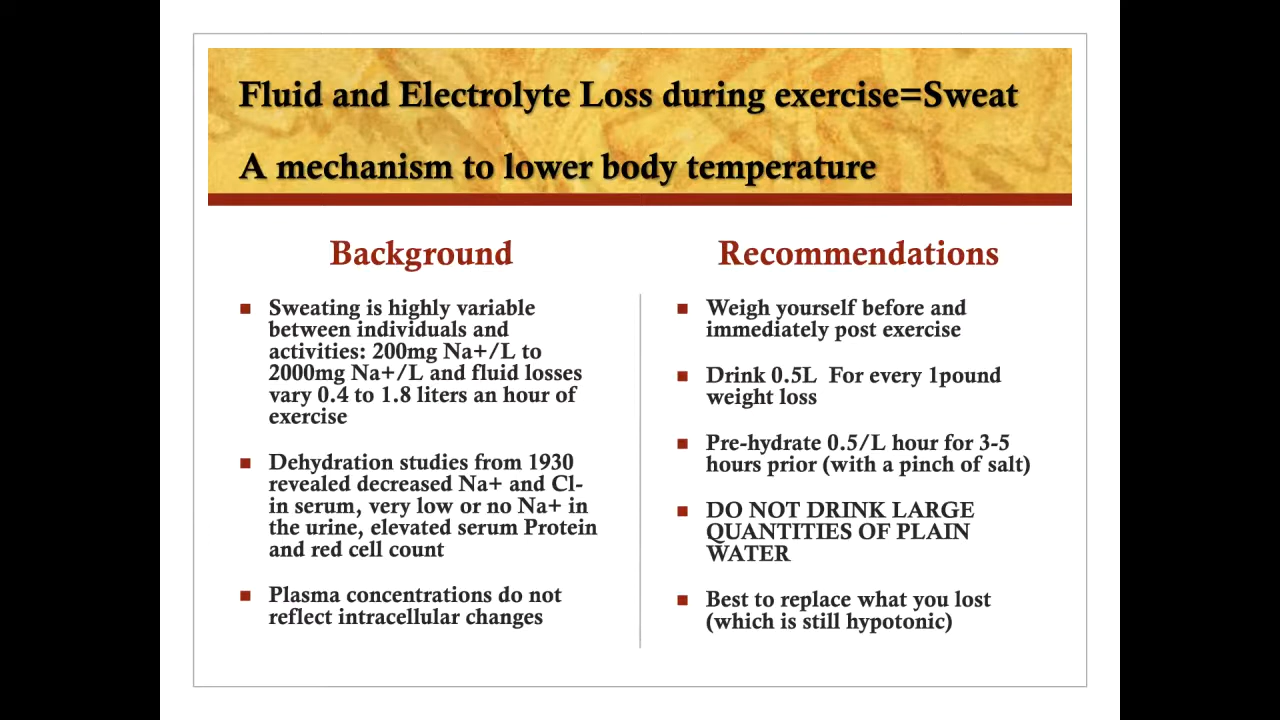 Fluid and Electrolyte Loss during exercise=Sweat
A mechanism to lower body temperature
Background
Sweating is highly variable
between individuals and
activities: 200mg Na+/L to
2000mg Na+/L and fluid losses
vary 0.4 to 1.8 liters an hour of
exercise
Dehydration studies from 1930
revealed decreased Na+ and Cl-
in serum, very low or no Na+ in
the urine, elevated serum Protein
and red cell count
Plasma concentrations do not
reflect intracellular changes
Recommendations
Weigh yourself before and
immediately post exercise
Drink 0.5L For every 1pound
weight loss
Pre-hydrate 0.5/L hour for 3-5
hours prior (with a pinch of salt)
DO NOT DRINK LARGE
QUANTITIES OF PLAIN
WATER
Best to replace what you lost
(which is still hypotonic)